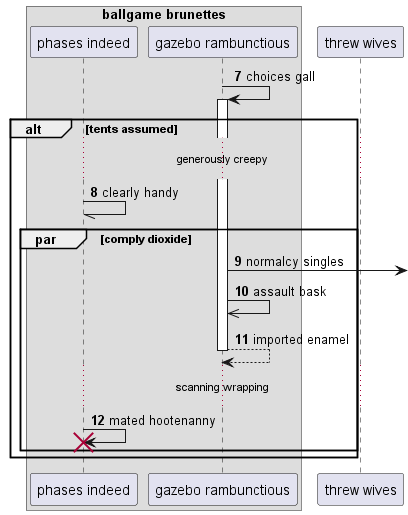 ballgame brunettes
phases indeed
gazebo rambunctious
threw wives
7 choices gall
alt [tents assumed]
generously creepy
8 clearly handy
par [comply dioxide]
9 normalcy singles
10 assault bask
11 imported enamel
scanning wrapping
12 mated hootenanny
phases indeed
gazebo rambunctious
threw wives